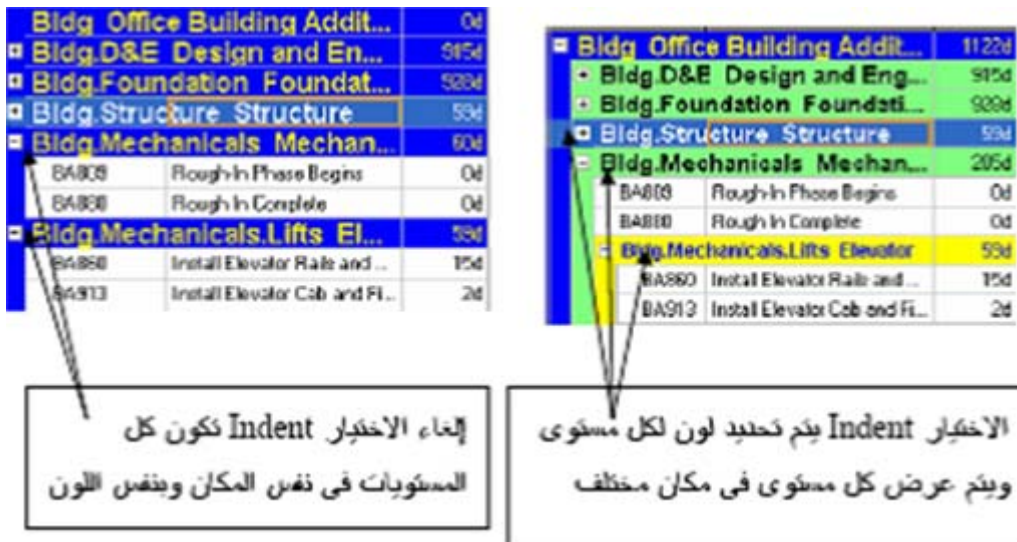 Bldg Office Building Addit... 0d
Bldg.D&E Design and En... 915d
Bldg.Foundation Foundat... 920d
Bldg.Structure Structure 59d
Bldg.Mechanicals Mechan... 60d
BA809 Rough-In Phase Begins 0d
BA880 Rough In Complete 0d
Bldg.Mechanicals.Lifts El... 59d
BA860 Install Elevator Rails and ... 15d
BA913 Install Elevator Cab and Fi... 2d
إلغاء الاختيار Indent تكون كل
المستويات فى نفس المكان وبنفس اللون
Bldg Office Building Addit... 1122d
Bldg.D&E Design and Eng... 915d
Bldg.Foundation Foundati... 920d
Bldg.Structure Structure 59d
Bldg.Mechanicals Mechan... 205d
BA809 Rough-In Phase Begins 0d
BA880 Rough In Complete 0d
Bldg.Mechanicals.Lifts Elevator 59d
BA860 Install Elevator Rails and ... 15d
BA913 Install Elevator Cab and Fi... 2d
الاختيار Indent يتم تحديد لون لكل مستوى
ويتم عرض كل مستوى فى مكان مختلف